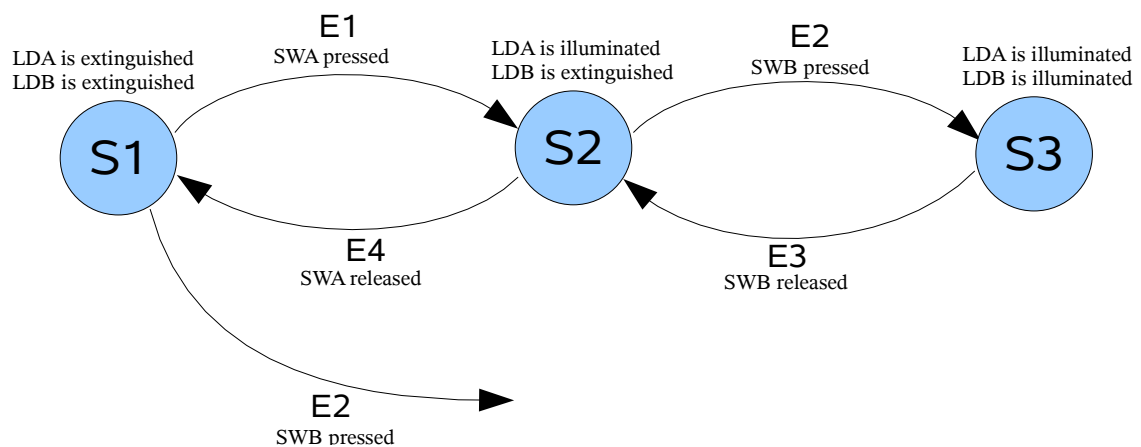 E1
SWA pressed
LDA is extinguished
LDB is extinguished
LDA is illuminated
LDB is extinguished
E2
SWB pressed
LDA is illuminated
LDB is illuminated
S1
S2
S3
E4
SWA released
E3
SWB released
E2
SWB pressed